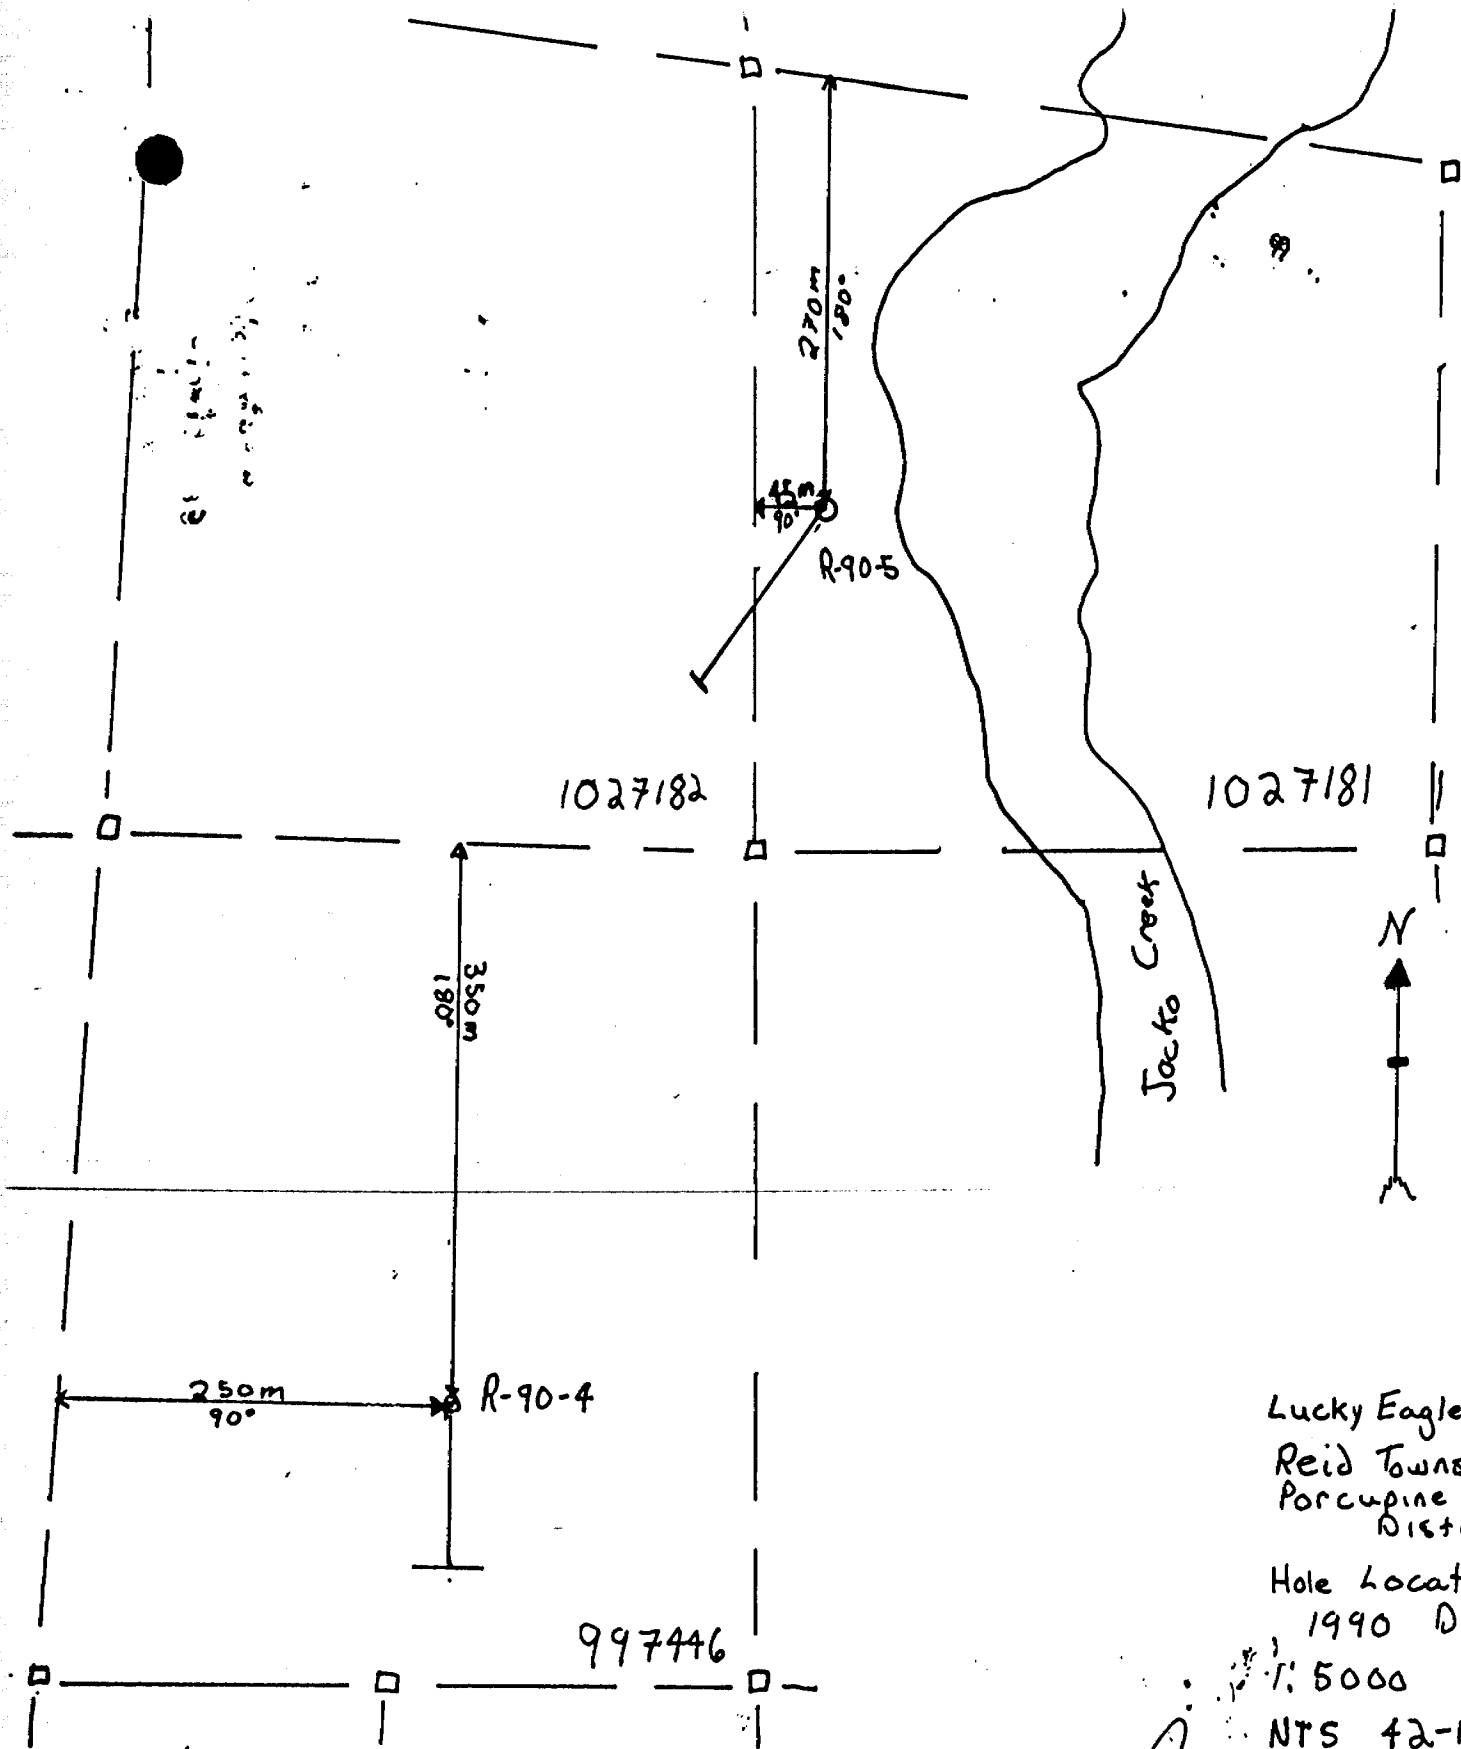 270m
180°
45m
90°
R-90-5
1027182
1027181
Jocko Creek
N
350m
180°
250m
90°
R-90-4
997446
Lucky Eagle
Reid Towns
Porcupine
Dist
Hole Locat
1990 D
1:5000
NTS 42-